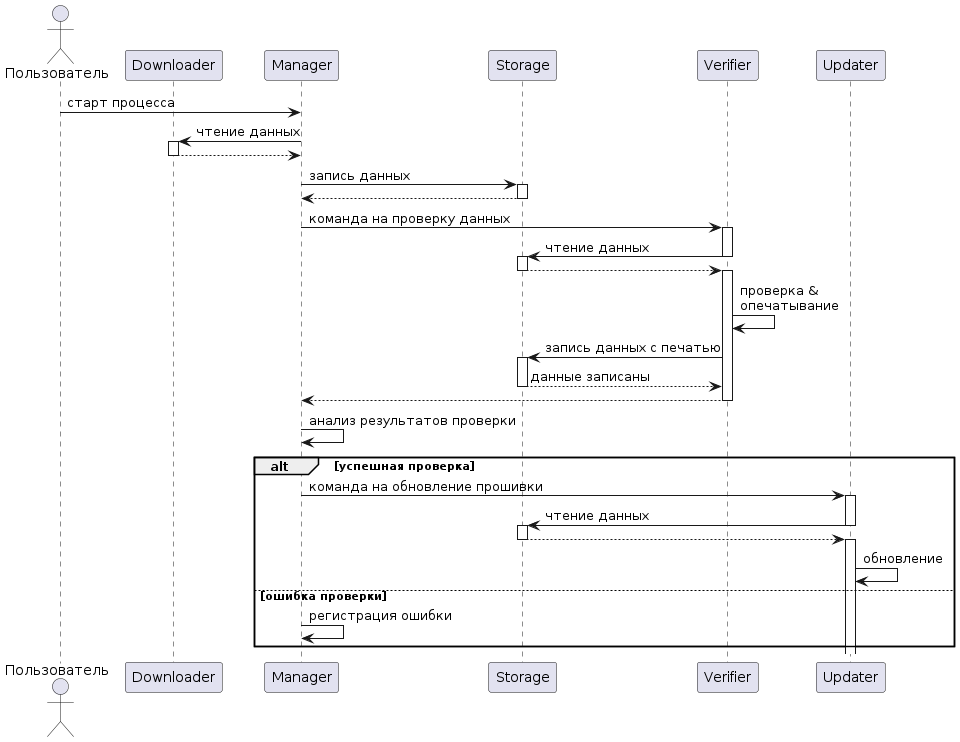 Пользователь
Downloader
Manager
Storage
Verifier
Updater
старт процесса
чтение данных
запись данных
команда на проверку данных
чтение данных
проверка &
опечатывание
запись данных с печатью
данные записаны
анализ результатов проверки
alt
[успешная проверка]
команда на обновление прошивки
чтение данных
обновление
[ошибка проверки]
регистрация ошибки
Пользователь
Downloader
Manager
Storage
Verifier
Updater